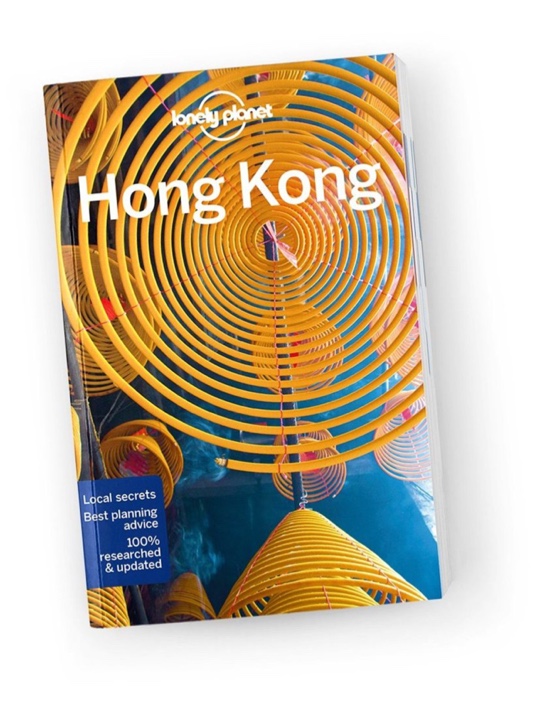 lonely planet
Hong Kong
Local secrets
Best planning
advice
100%
researched
& updated